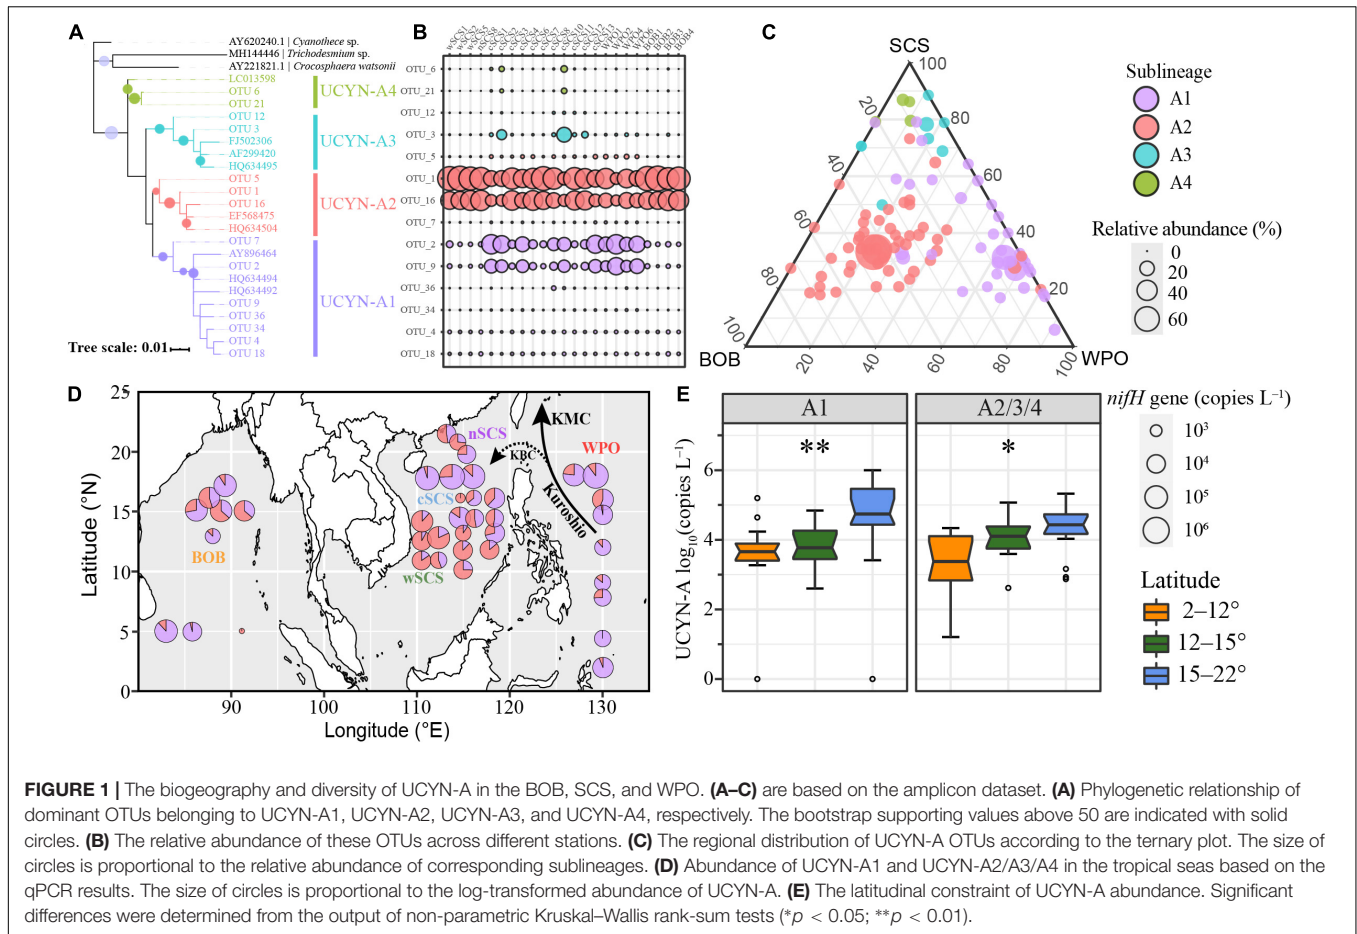 A
AY620240.1 | Cyanothece sp.
MH144446 | Trichodesmium sp.
AY221821.1 | Crocosphaera watsonii
LC013598
OTU 6
OTU 21
UCYN-A4
OTU 12
OTU 3
FJ502306
AF299420
HQ634495
UCYN-A3
OTU 5
OTU 1
OTU 16
EF568475
HQ634504
UCYN-A2
OTU 7
AY896464
OTU 2
HQ634494
HQ634492
OTU 9
OTU 36
OTU 34
OTU 4
OTU 18
UCYN-A1
Tree scale: 0.01
B
OTU_6
OTU_21
OTU_12
OTU_3
OTU_5
OTU_1
OTU_16
OTU_7
OTU_2
OTU_9
OTU_36
OTU_34
OTU_4
OTU_18
C
SCS
100
80
60
40
20
20
40
60
80
100
BOB
20
40
60
80
100
WPO
Sublineage
A1
A2
A3
A4
Relative abundance (%)
0
20
40
60
D
25
20
15
10
5
0
Latitude (°N)
90
100
110
120
130
Longitude (°E)
BOB
nSCS
cSCS
wSCS
WPO
KMC
KBC
Kuroshio
E
A1
A2/3/4
**
*
UCYN-A log10(copies L−1)
6
4
2
0
nifH gene (copies L−1)
10³
10⁴
10⁵
10⁶
Latitude
2–12°
12–15°
15–22°
FIGURE 1 | The biogeography and diversity of UCYN-A in the BOB, SCS, and WPO. (A–C) are based on the amplicon dataset. (A) Phylogenetic relationship of
dominant OTUs belonging to UCYN-A1, UCYN-A2, UCYN-A3, and UCYN-A4, respectively. The bootstrap supporting values above 50 are indicated with solid
circles. (B) The relative abundance of these OTUs across different stations. (C) The regional distribution of UCYN-A OTUs according to the ternary plot. The size of
circles is proportional to the relative abundance of corresponding sublineages. (D) Abundance of UCYN-A1 and UCYN-A2/A3/A4 in the tropical seas based on the
qPCR results. The size of circles is proportional to the log-transformed abundance of UCYN-A. (E) The latitudinal constraint of UCYN-A abundance. Significant
differences were determined from the output of non-parametric Kruskal–Wallis rank-sum tests (*p < 0.05; **p < 0.01).